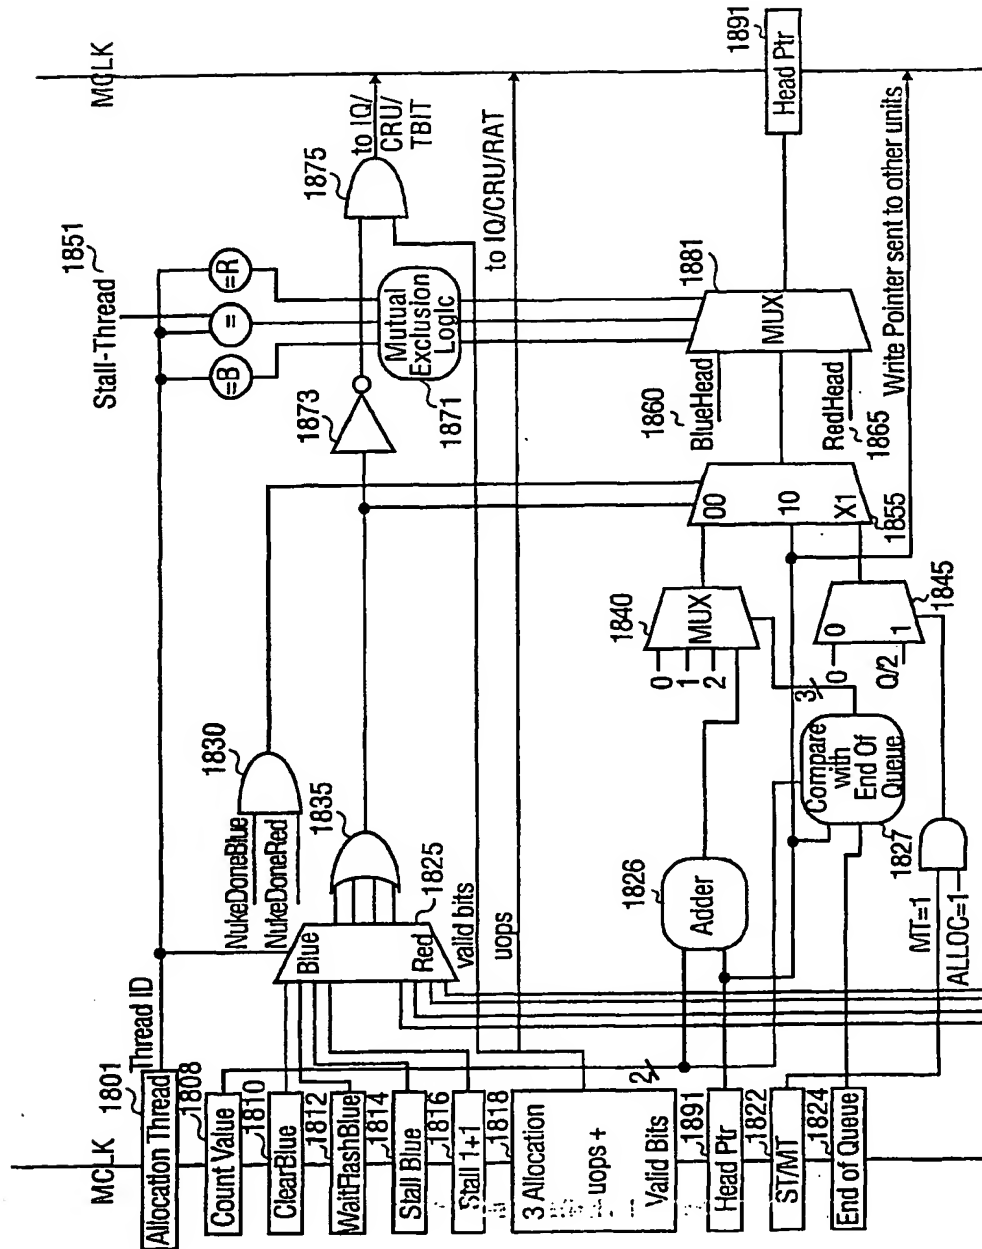 MCLK
1801
Allocation Thread
Thread ID
1808
Count Value
1810
ClearBlue
1812
WaitFlashBlue
1814
Stall Blue
1816
Stall 1+1
1818
3 Allocation
uops +
Valid Bits
2
1891
Head Ptr
1822
ST/MT
1824
End of Queue
NukeDoneBlue
NukeDoneRed
1830
1835
Blue
Red
1825
valid bits
uops
1826
Adder
Compare
with
End Of
Queue
1827
3
MT=1
ALLOC=1
1840
0
1
2
MUX
0
Q/2
0
1
1845
00
10
X1
1855
Stall-Thread
1851
=B
=
=R
1873
Mutual
Exclusion
Logic
1871
1875
to IQ/
CRU/
TBIT
to IQ/CRU/RAT
1860
BlueHead
RedHead
1865
MUX
1881
Write Pointer sent to other units
MCLK
Head Ptr
1891